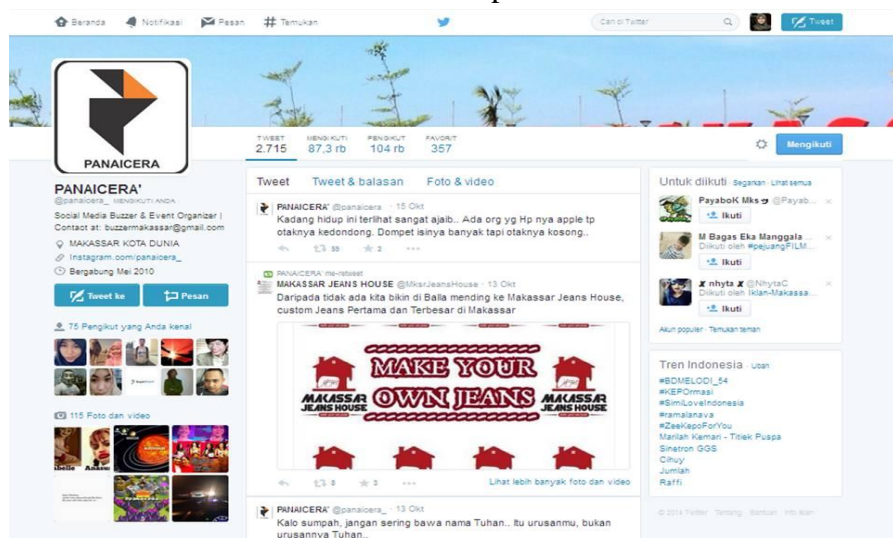 Beranda Notifikasi Pesan Temukan
Cari di Twitter
Tweet
PANAICERA
TWEET MENGIKUTI PENGIKUT FAVORIT
2.715 87,3 rb 104 rb 357
Mengikuti
PANAICERA'
@panaicera_ MENGIKUTI ANDA
Social Media Buzzer & Event Organizer |
Contact at: buzzermakassar@gmail.com
MAKASSAR KOTA DUNIA
Instagram.com/panaicera_
Bergabung Mei 2010
Tweet ke Pesan
75 Pengikut yang Anda kenal
115 Foto dan video
Tweet Tweet & balasan Foto & video
PANAICERA' @panaicera_ · 15 Okt
Kadang hidup ini terlihat sangat ajaib.. Ada org yg Hp nya apple tp
otaknya kedondong. Dompet isinya banyak tapi otaknya kosong..
55 2
PANAICERA' me-retweet
MAKASSAR JEANS HOUSE @MksrJeansHouse · 13 Okt
Daripada tidak ada kita bikin di Balla mending ke Makassar Jeans House,
custom Jeans Pertama dan Terbesar di Makassar
MAKE YOUR
OWN JEANS
MAKASSAR
JEANS HOUSE
MAKASSAR
JEANS HOUSE
3
Lihat lebih banyak foto dan video
PANAICERA' @panaicera_ · 13 Okt
Kalo sumpah, jangan sering bawa nama Tuhan.. Itu urusanmu, bukan
urusannya Tuhan..
Untuk diikuti · Segarkan · Lihat semua
PayaboK Mks @Payab...
Ikuti
M Bagas Eka Manggala
Diikuti oleh #pejuangFILM...
Ikuti
nhyta @NhytaC
Diikuti oleh Iklan-Makassa...
Ikuti
Akun populer · Temukan teman
Tren Indonesia · Ubah
#BDMELODI_54
#KEPOrmasi
#SimiLoveIndonesia
#ramalanava
#ZeeKepoForYou
Marilah Kemari - Titiek Puspa
Sinetron GGS
Cihuy
Jumlah
Raffi
© 2014 Twitter Tentang Bantuan Info Iklan